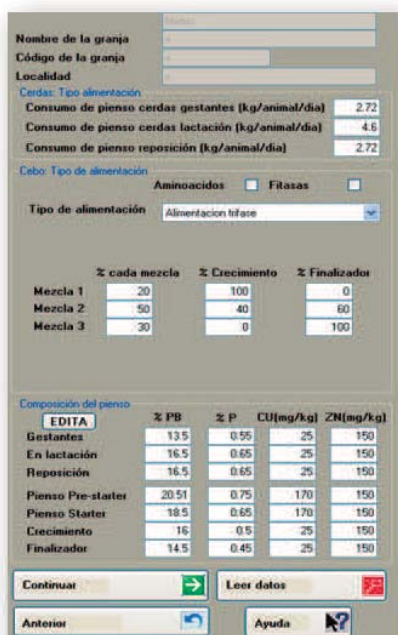 Nombre de la granja
Código de la granja
Localidad
Cerdas: Tipo alimentación
Consumo de pienso cerdas gestantes (kg/animal/dia) 2.72
Consumo de pienso cerdas lactación (kg/animal/dia) 4.6
Consumo de pienso reposición (kg/animal/dia) 2.72
Cebo: Tipo de alimentación
Aminoacidos Fitasas
Tipo de alimentación Alimentacion trifase
% cada mezcla % Crecimiento % Finalizador
Mezcla 1 20 100 0
Mezcla 2 50 40 60
Mezcla 3 30 0 100
Composición del pienso
EDITA % PB % P CU(mg/kg) ZN(mg/kg)
Gestantes 13.5 0.55 25 150
En lactación 16.5 0.65 25 150
Reposición 16.5 0.65 25 150
Pienso Pre-starter 20.51 0.75 170 150
Pienso Starter 18.5 0.65 170 150
Crecimiento 16 0.5 25 150
Finalizador 14.5 0.45 25 150
Continuar Leer datos
Anterior Ayuda